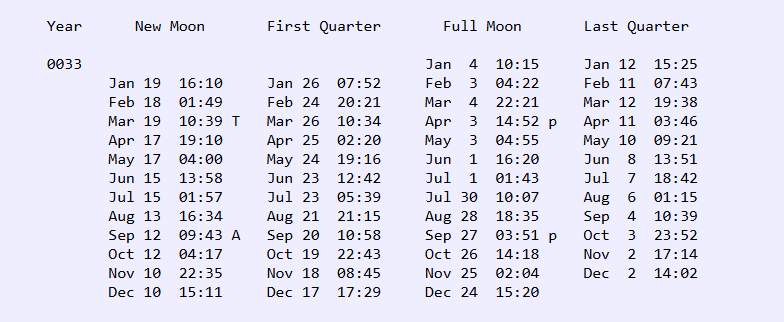 Year New Moon First Quarter Full Moon Last Quarter
0033 Jan 4 10:15 Jan 12 15:25
Jan 19 16:10 Jan 26 07:52 Feb 3 04:22 Feb 11 07:43
Feb 18 01:49 Feb 24 20:21 Mar 4 22:21 Mar 12 19:38
Mar 19 10:39 T Mar 26 10:34 Apr 3 14:52 p Apr 11 03:46
Apr 17 19:10 Apr 25 02:20 May 3 04:55 May 10 09:21
May 17 04:00 May 24 19:16 Jun 1 16:20 Jun 8 13:51
Jun 15 13:58 Jun 23 12:42 Jul 1 01:43 Jul 7 18:42
Jul 15 01:57 Jul 23 05:39 Jul 30 10:07 Aug 6 01:15
Aug 13 16:34 Aug 21 21:15 Aug 28 18:35 Sep 4 10:39
Sep 12 09:43 A Sep 20 10:58 Sep 27 03:51 p Oct 3 23:52
Oct 12 04:17 Oct 19 22:43 Oct 26 14:18 Nov 2 17:14
Nov 10 22:35 Nov 18 08:45 Nov 25 02:04 Dec 2 14:02
Dec 10 15:11 Dec 17 17:29 Dec 24 15:20